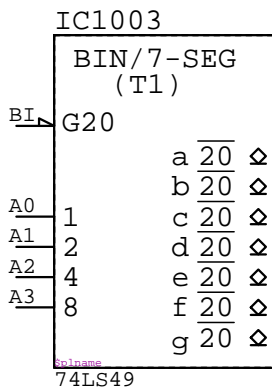 IC1003
BIN/7-SEG
(T1)
BI G20
a 20
b 20
A0 1 c 20
A1 2 d 20
A2 4 e 20
A3 8 f 20
g 20
$plname
74LS49